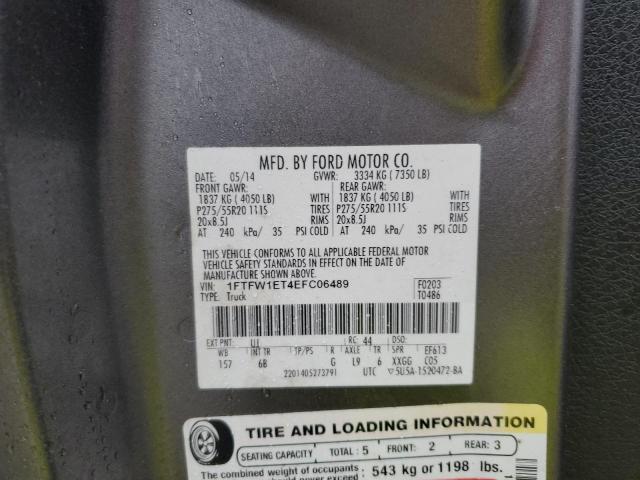 MFD. BY FORD MOTOR CO.
DATE: 05/14 GVWR: 3334 KG ( 7350 LB)
FRONT GAWR: REAR GAWR:
1837 KG ( 4050 LB) WITH 1837 KG ( 4050 LB) WITH
P275/55R20 111S TIRES P275/55R20 111S TIRES
20x8.5J RIMS 20x8.5J RIMS
AT 240 kPa/ 35 PSI COLD AT 240 kPa/ 35 PSI COLD
THIS VEHICLE CONFORMS TO ALL APPLICABLE FEDERAL MOTOR
VEHICLE SAFETY STANDARDS IN EFFECT ON THE DATE OF
MANUFACTURE SHOWN ABOVE.
VIN: 1FTFW1ET4EFC06489 F0203
TYPE: Truck T0486
EXT PNT: UJ RC: 44 DSO:
WB INT TR TP/PS R AXLE TR SPR EF613
157 6B G L9 6 XXGG C05
2201405273791 UTC ▽5U5A-1520472-BA
TIRE AND LOADING INFORMATION
SEATING CAPACITY TOTAL : 5 FRONT: 2 REAR: 3
The combined weight of occupants 543 kg or 1198 lbs.